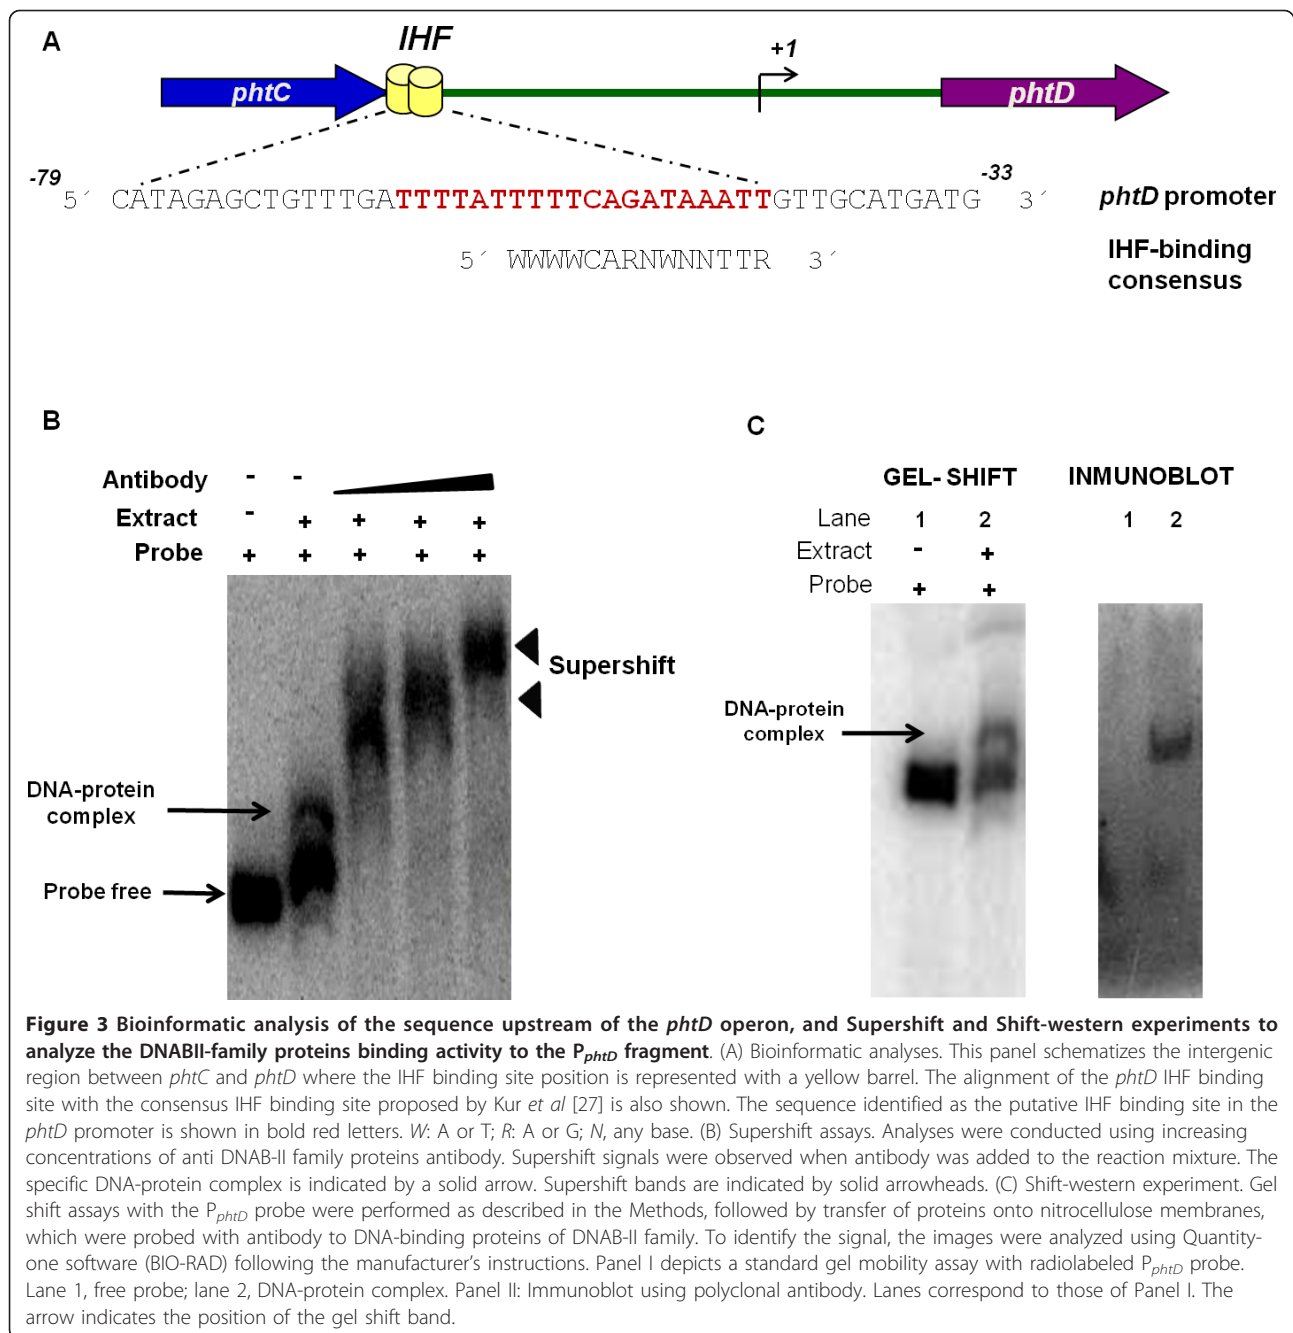 A
IHF
+1
phtC
phtD
-79
-33
5´ CATAGAGCTGTTTGATTTTATTTTTCAGATAAATTGTTGCATGATG 3´
phtD promoter
5´ WWWWCARNWNNTTR 3´
IHF-binding
consensus
B
Antibody - -
Extract - + + + +
Probe + + + + +
Supershift
DNA-protein
complex
Probe free
C
GEL- SHIFT
INMUNOBLOT
Lane 1 2
1 2
Extract - +
Probe + +
DNA-protein
complex
Figure 3 Bioinformatic analysis of the sequence upstream of the phtD operon, and Supershift and Shift-western experiments to
analyze the DNABII-family proteins binding activity to the PphtD fragment. (A) Bioinformatic analyses. This panel schematizes the intergenic
region between phtC and phtD where the IHF binding site position is represented with a yellow barrel. The alignment of the phtD IHF binding
site with the consensus IHF binding site proposed by Kur et al [27] is also shown. The sequence identified as the putative IHF binding site in the
phtD promoter is shown in bold red letters. W: A or T; R: A or G; N, any base. (B) Supershift assays. Analyses were conducted using increasing
concentrations of anti DNAB-II family proteins antibody. Supershift signals were observed when antibody was added to the reaction mixture. The
specific DNA-protein complex is indicated by a solid arrow. Supershift bands are indicated by solid arrowheads. (C) Shift-western experiment. Gel
shift assays with the PphtD probe were performed as described in the Methods, followed by transfer of proteins onto nitrocellulose membranes,
which were probed with antibody to DNA-binding proteins of DNAB-II family. To identify the signal, the images were analyzed using Quantity-
one software (BIO-RAD) following the manufacturer's instructions. Panel I depicts a standard gel mobility assay with radiolabeled PphtD probe.
Lane 1, free probe; lane 2, DNA-protein complex. Panel II: Immunoblot using polyclonal antibody. Lanes correspond to those of Panel I. The
arrow indicates the position of the gel shift band.